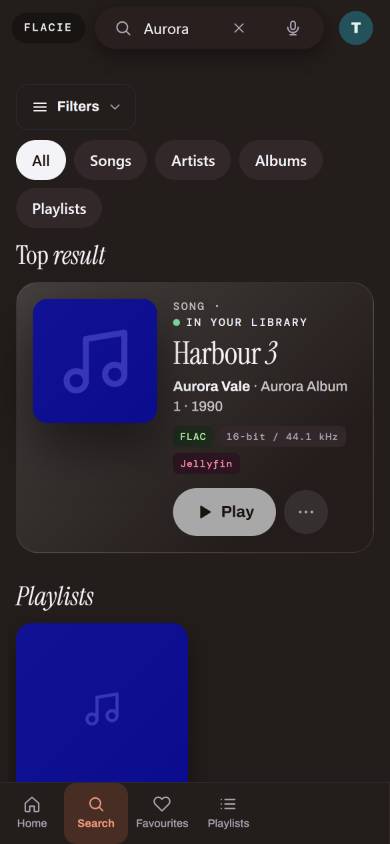 FLACIE
Aurora
T
Filters
All
Songs
Artists
Albums
Playlists
Top result
SONG ·
IN YOUR LIBRARY
Harbour 3
Aurora Vale · Aurora Album
1 · 1990
FLAC
16-bit / 44.1 kHz
Jellyfin
Play
Playlists
Home
Search
Favourites
Playlists